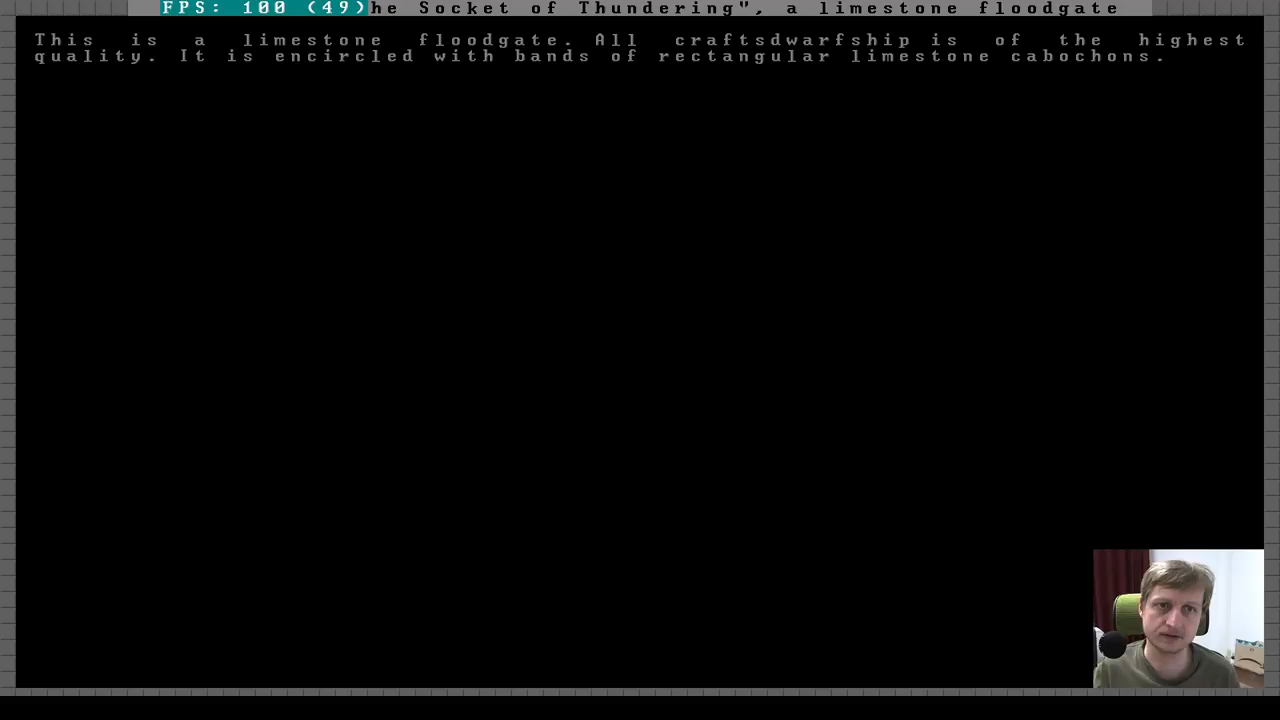 FPS: 100 (49)he Socket of Thundering", a limestone floodgate
This is a limestone floodgate. All craftsdwarfship is of the highest
quality. It is encircled with bands of rectangular limestone cabochons.